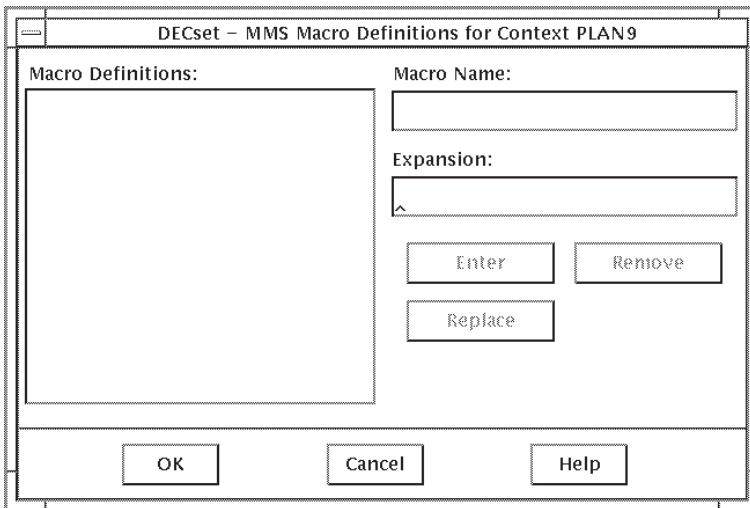 DECset – MMS Macro Definitions for Context PLAN9
Macro Definitions:
Macro Name:
Expansion:
Enter
Remove
Replace
OK
Cancel
Help